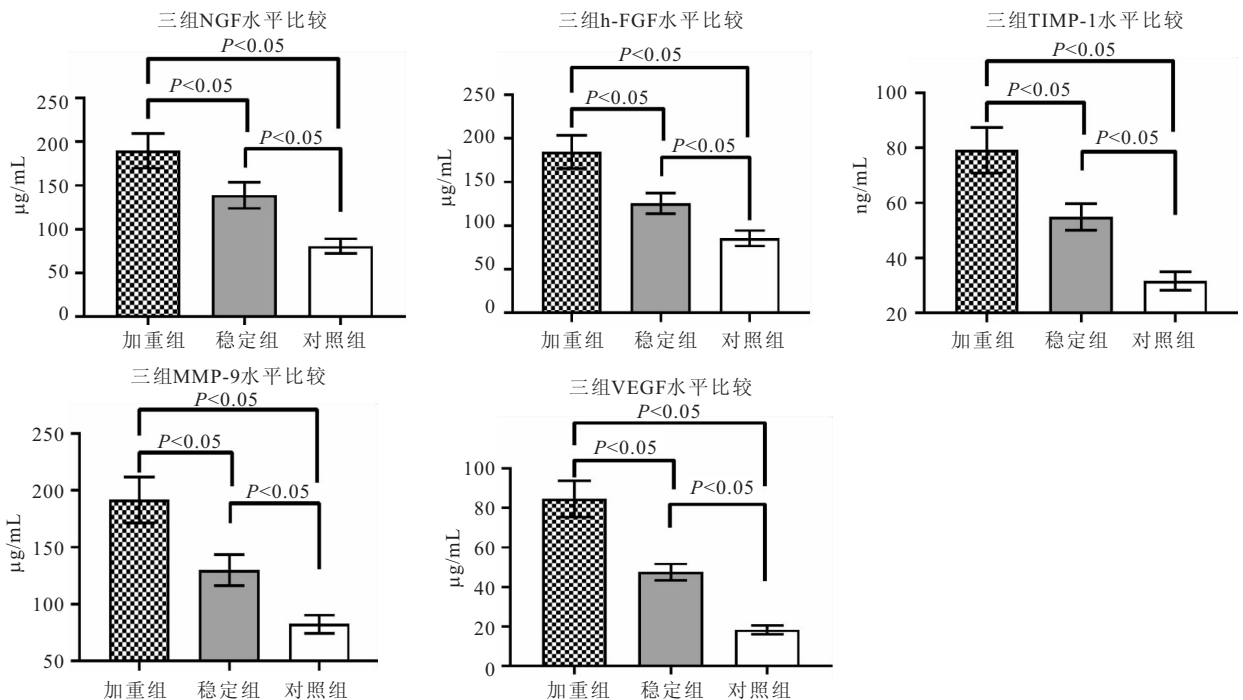 三组NGF水平比较
P<0.05
P<0.05
P<0.05
250
200
150
100
50
0
μg/mL
加重组 稳定组 对照组
三组h-FGF水平比较
P<0.05
P<0.05
P<0.05
250
200
150
100
50
0
μg/mL
加重组 稳定组 对照组
三组TIMP-1水平比较
P<0.05
P<0.05
P<0.05
100
80
60
40
20
ng/mL
加重组 稳定组 对照组
三组MMP-9水平比较
P<0.05
P<0.05
P<0.05
250
200
150
100
50
μg/mL
加重组 稳定组 对照组
三组VEGF水平比较
P<0.05
P<0.05
P<0.05
100
80
60
40
20
0
μg/mL
加重组 稳定组 对照组